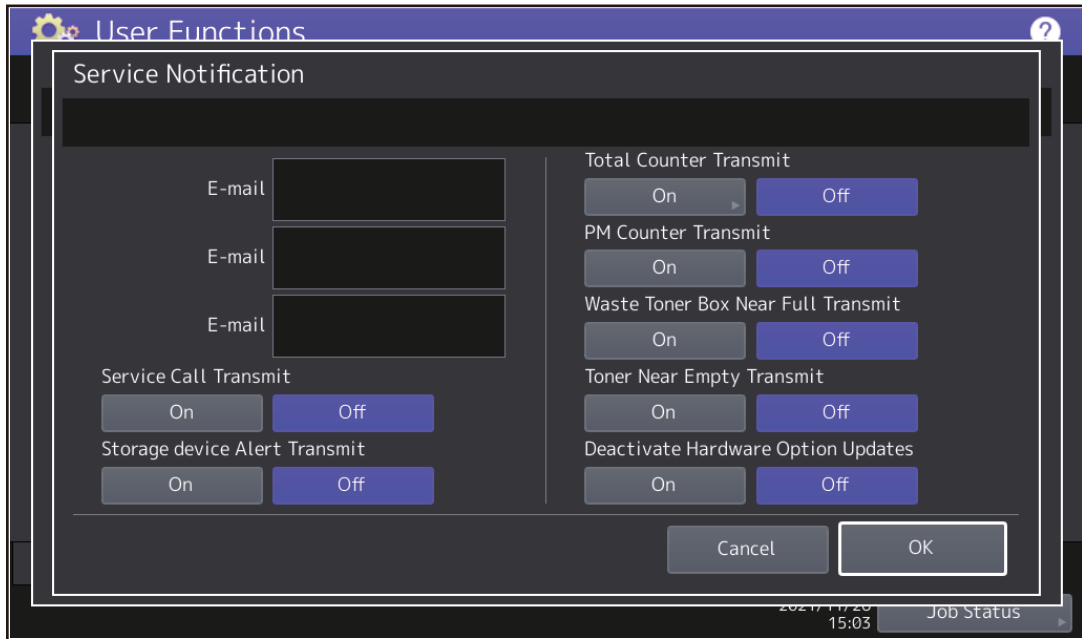 User Functions
?
Service Notification
E-mail
E-mail
E-mail
Service Call Transmit
On Off
Storage device Alert Transmit
On Off
Total Counter Transmit
On Off
PM Counter Transmit
On Off
Waste Toner Box Near Full Transmit
On Off
Toner Near Empty Transmit
On Off
Deactivate Hardware Option Updates
On Off
Cancel OK
15:03
Job Status